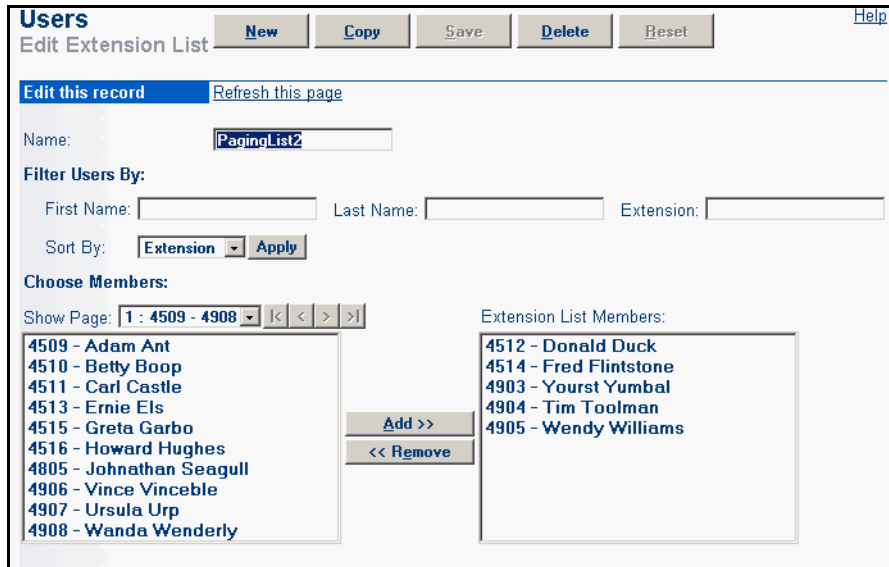 Users
Help
Edit Extension List
New Copy Save Delete Reset
Edit this record Refresh this page
Name: PagingList2
Filter Users By:
First Name: Last Name: Extension:
Sort By: Extension Apply
Choose Members:
Show Page: 1 : 4509 - 4908 |< < > >| Extension List Members:
4509 - Adam Ant
4510 - Betty Boop
4511 - Carl Castle
4513 - Ernie Els
4515 - Greta Garbo
4516 - Howard Hughes
4805 - Johnathan Seagull
4906 - Vince Vinceble
4907 - Ursula Urp
4908 - Wanda Wenderly
Add >>
<< Remove
4512 - Donald Duck
4514 - Fred Flintstone
4903 - Yourst Yumbal
4904 - Tim Toolman
4905 - Wendy Williams